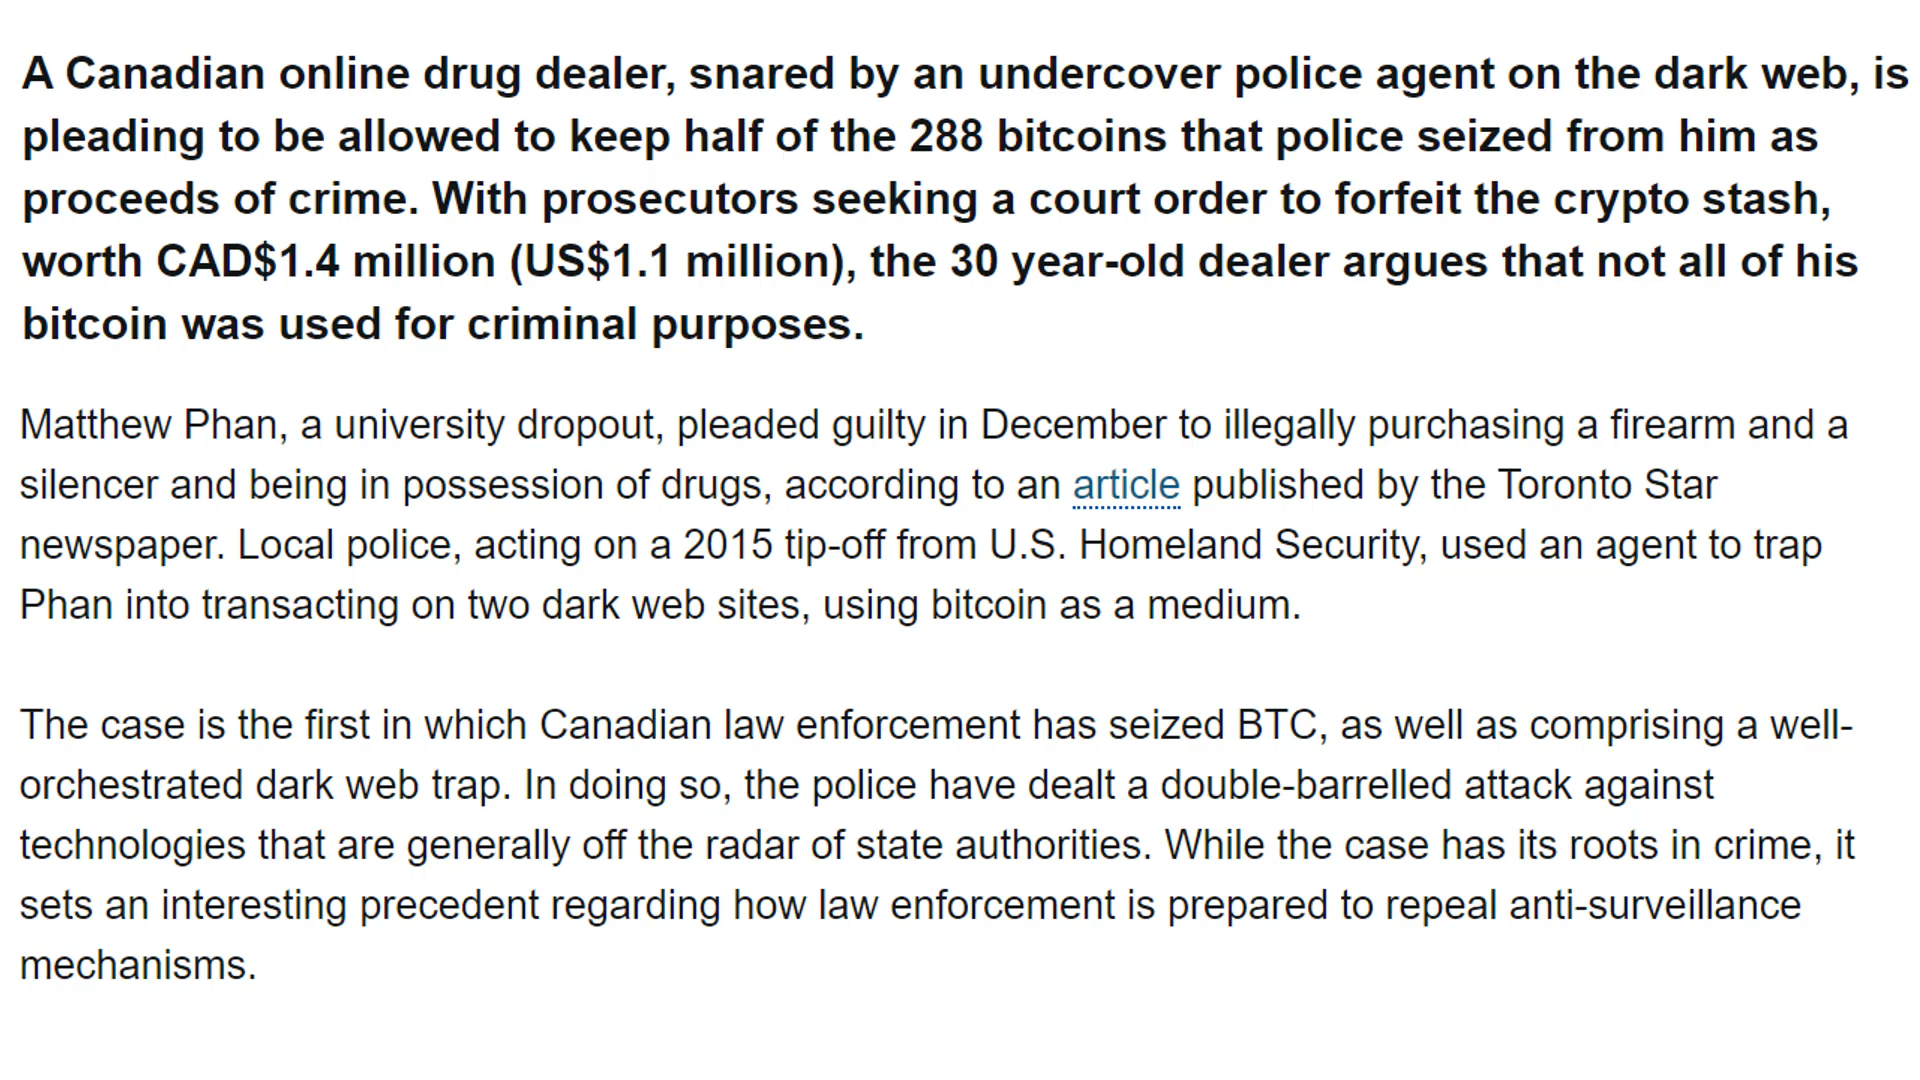 A Canadian online drug dealer, snared by an undercover police agent on the dark web, is
pleading to be allowed to keep half of the 288 bitcoins that police seized from him as
proceeds of crime. With prosecutors seeking a court order to forfeit the crypto stash,
worth CAD$1.4 million (US$1.1 million), the 30 year-old dealer argues that not all of his
bitcoin was used for criminal purposes.
Matthew Phan, a university dropout, pleaded guilty in December to illegally purchasing a firearm and a
silencer and being in possession of drugs, according to an article published by the Toronto Star
newspaper. Local police, acting on a 2015 tip-off from U.S. Homeland Security, used an agent to trap
Phan into transacting on two dark web sites, using bitcoin as a medium.
The case is the first in which Canadian law enforcement has seized BTC, as well as comprising a well-
orchestrated dark web trap. In doing so, the police have dealt a double-barrelled attack against
technologies that are generally off the radar of state authorities. While the case has its roots in crime, it
sets an interesting precedent regarding how law enforcement is prepared to repeal anti-surveillance
mechanisms.